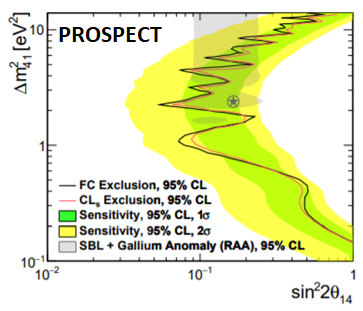 PROSPECT
Δm²₄₁ [eV²]
10
1
10⁻¹
FC Exclusion, 95% CL
CLₛ Exclusion, 95% CL
Sensitivity, 95% CL, 1σ
Sensitivity, 95% CL, 2σ
SBL + Gallium Anomaly (RAA), 95% CL
10⁻² 10⁻¹ 1
sin²2θ₁₄